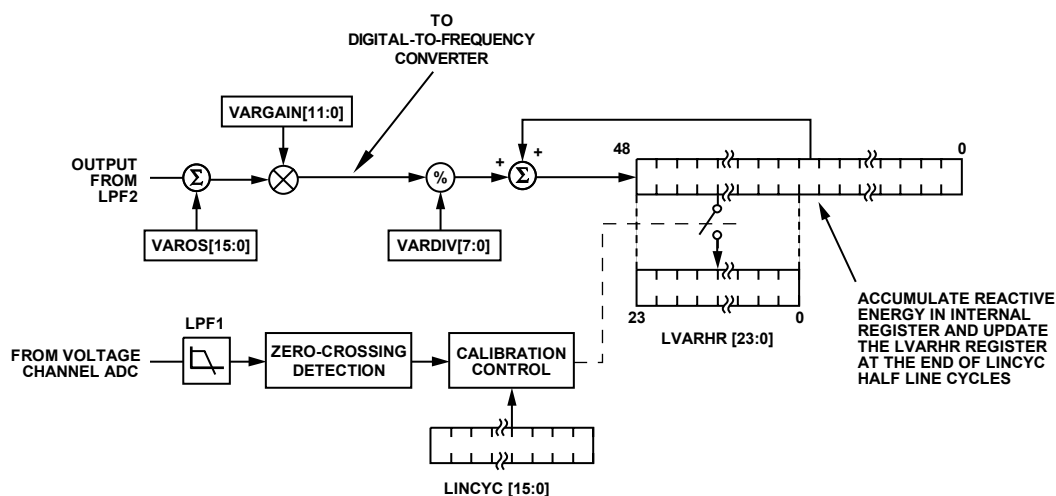 TO
DIGITAL-TO-FREQUENCY
CONVERTER
VARGAIN[11:0]
OUTPUT
FROM
LPF2
Σ
%
+
+
Σ
48
0
VAROS[15:0]
VARDIV[7:0]
23
0
LVARHR [23:0]
ACCUMULATE REACTIVE
ENERGY IN INTERNAL
REGISTER AND UPDATE
THE LVARHR REGISTER
AT THE END OF LINCYC
HALF LINE CYCLES
LPF1
FROM VOLTAGE
CHANNEL ADC
ZERO-CROSSING
DETECTION
CALIBRATION
CONTROL
LINCYC [15:0]